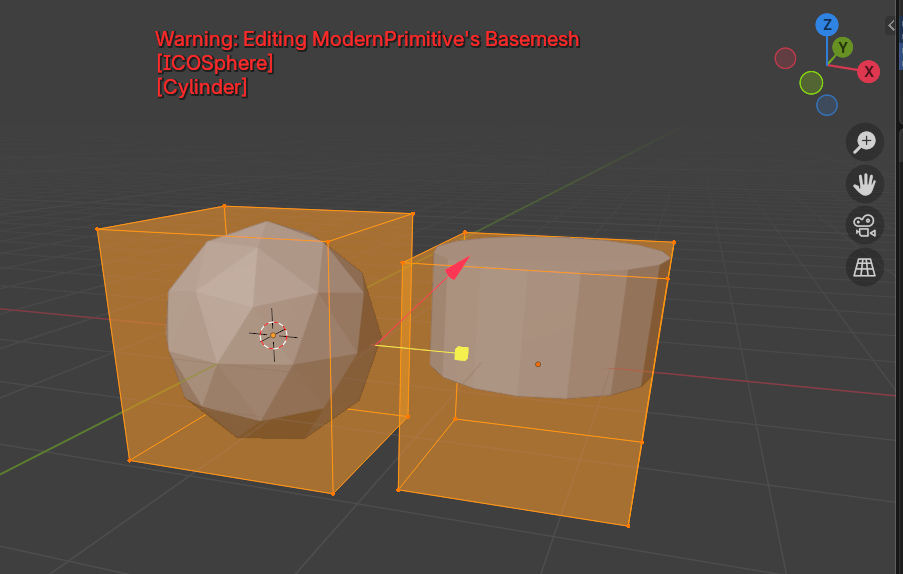 Warning: Editing ModernPrimitive's Basemesh
[ICOSphere]
[Cylinder]
Z
Y
X